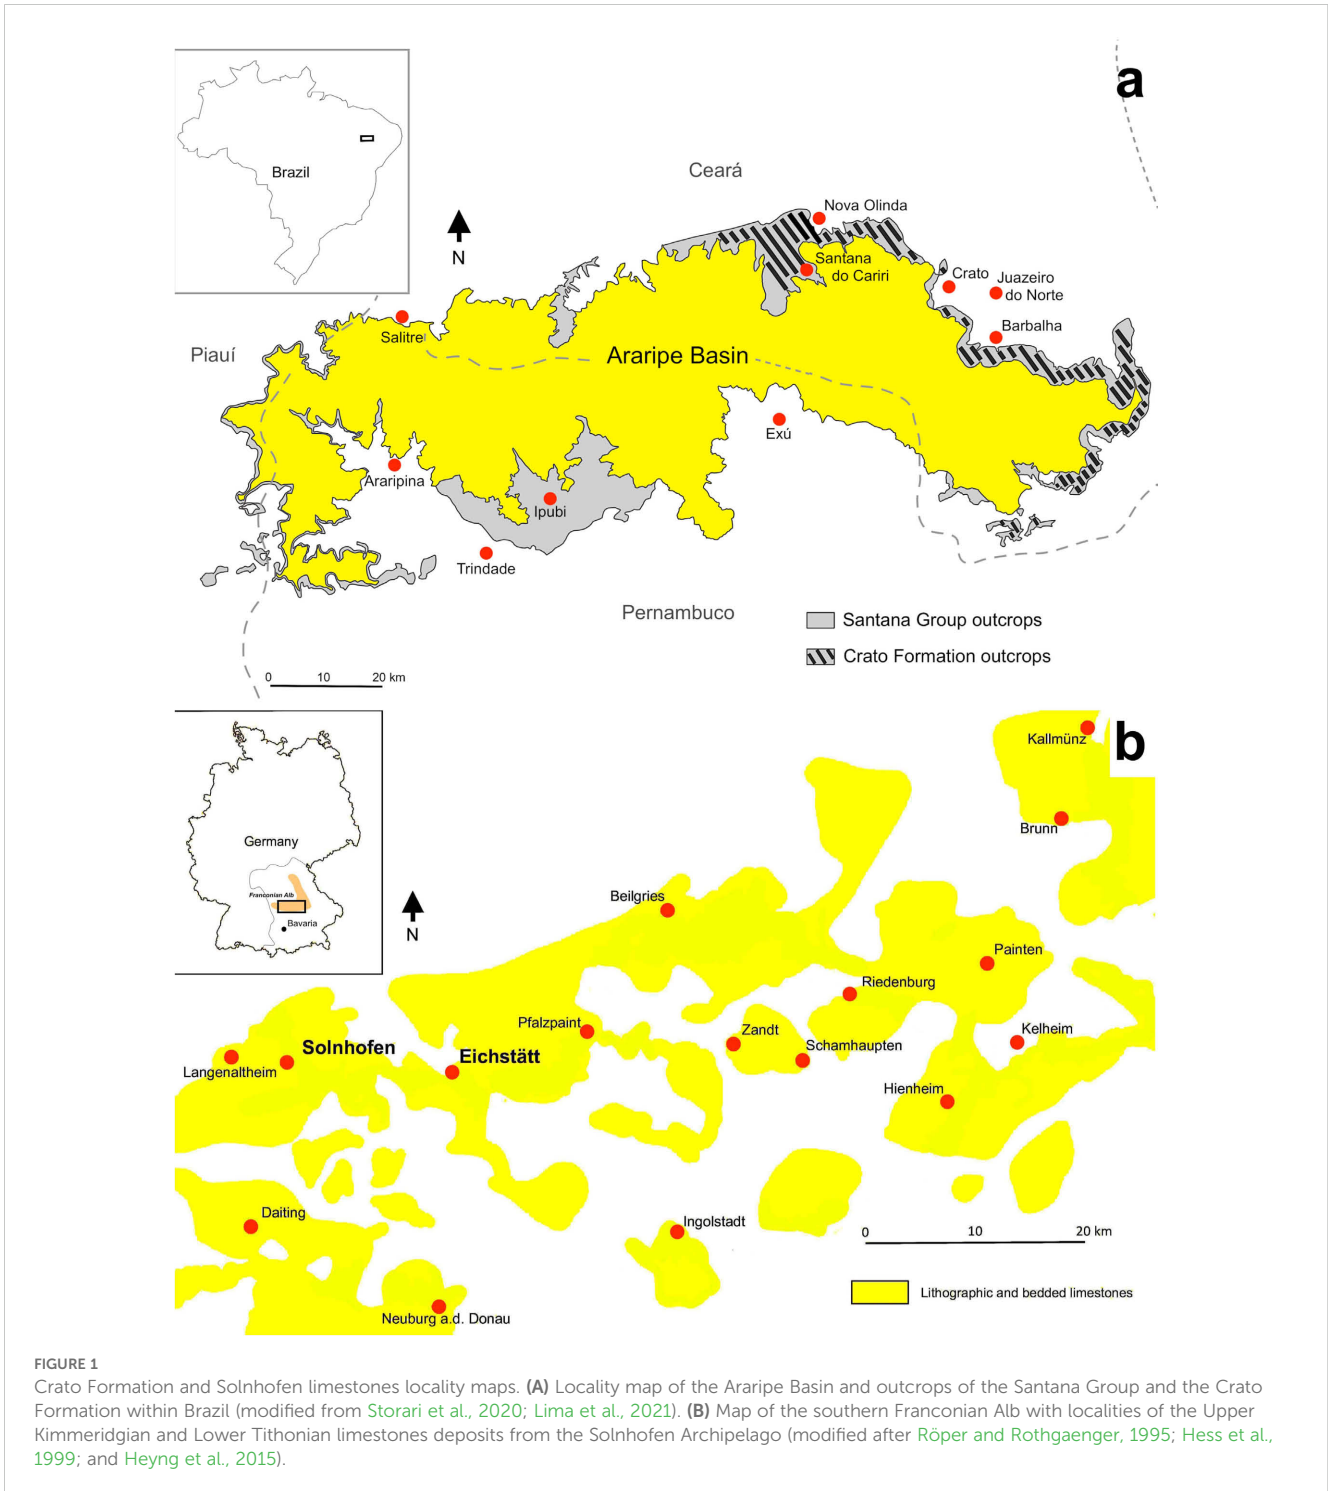 a
Brazil
Ceará
N
Nova Olinda
Santana
do Cariri
Crato
Juazeiro
do Norte
Barbalha
Salitre
Piauí
Araripe Basin
Exú
Araripina
Ipubi
Trindade
Pernambuco
Santana Group outcrops
Crato Formation outcrops
0 10 20 km
b
Kallmünz
Brunn
Germany
Franconian Alb
Bavaria
N
Beilgries
Painten
Riedenburg
Pfalzpaint
Zandt
Kelheim
Schamhaupten
Solnhofen
Eichstätt
Langenaltheim
Hienheim
Daiting
Ingolstadt
0 10 20 km
Lithographic and bedded limestones
Neuburg a.d. Donau
FIGURE 1
Crato Formation and Solnhofen limestones locality maps. (A) Locality map of the Araripe Basin and outcrops of the Santana Group and the Crato
Formation within Brazil (modified from Storari et al., 2020; Lima et al., 2021). (B) Map of the southern Franconian Alb with localities of the Upper
Kimmeridgian and Lower Tithonian limestones deposits from the Solnhofen Archipelago (modified after Röper and Rothgaenger, 1995; Hess et al.,
1999; and Heyng et al., 2015).